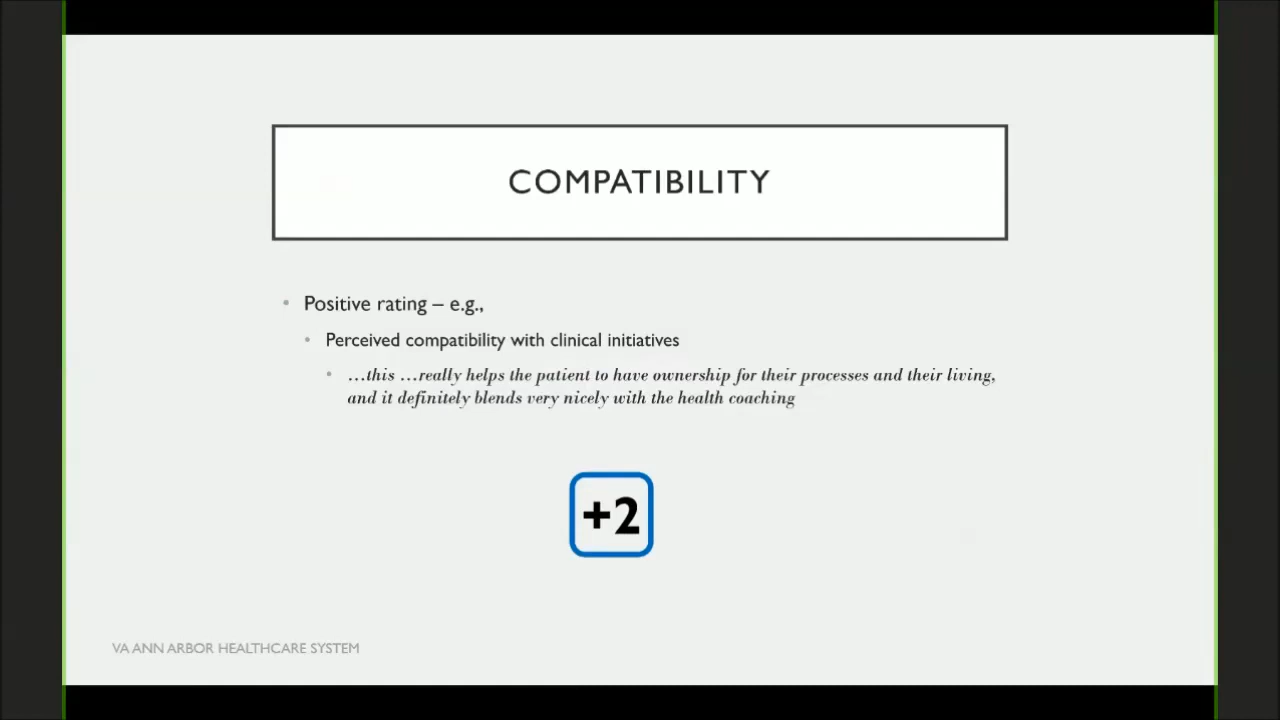 COMPATIBILITY
• Positive rating – e.g.,
• Perceived compatibility with clinical initiatives
• …this …really helps the patient to have ownership for their processes and their living,
and it definitely blends very nicely with the health coaching
+2
VA ANN ARBOR HEALTHCARE SYSTEM